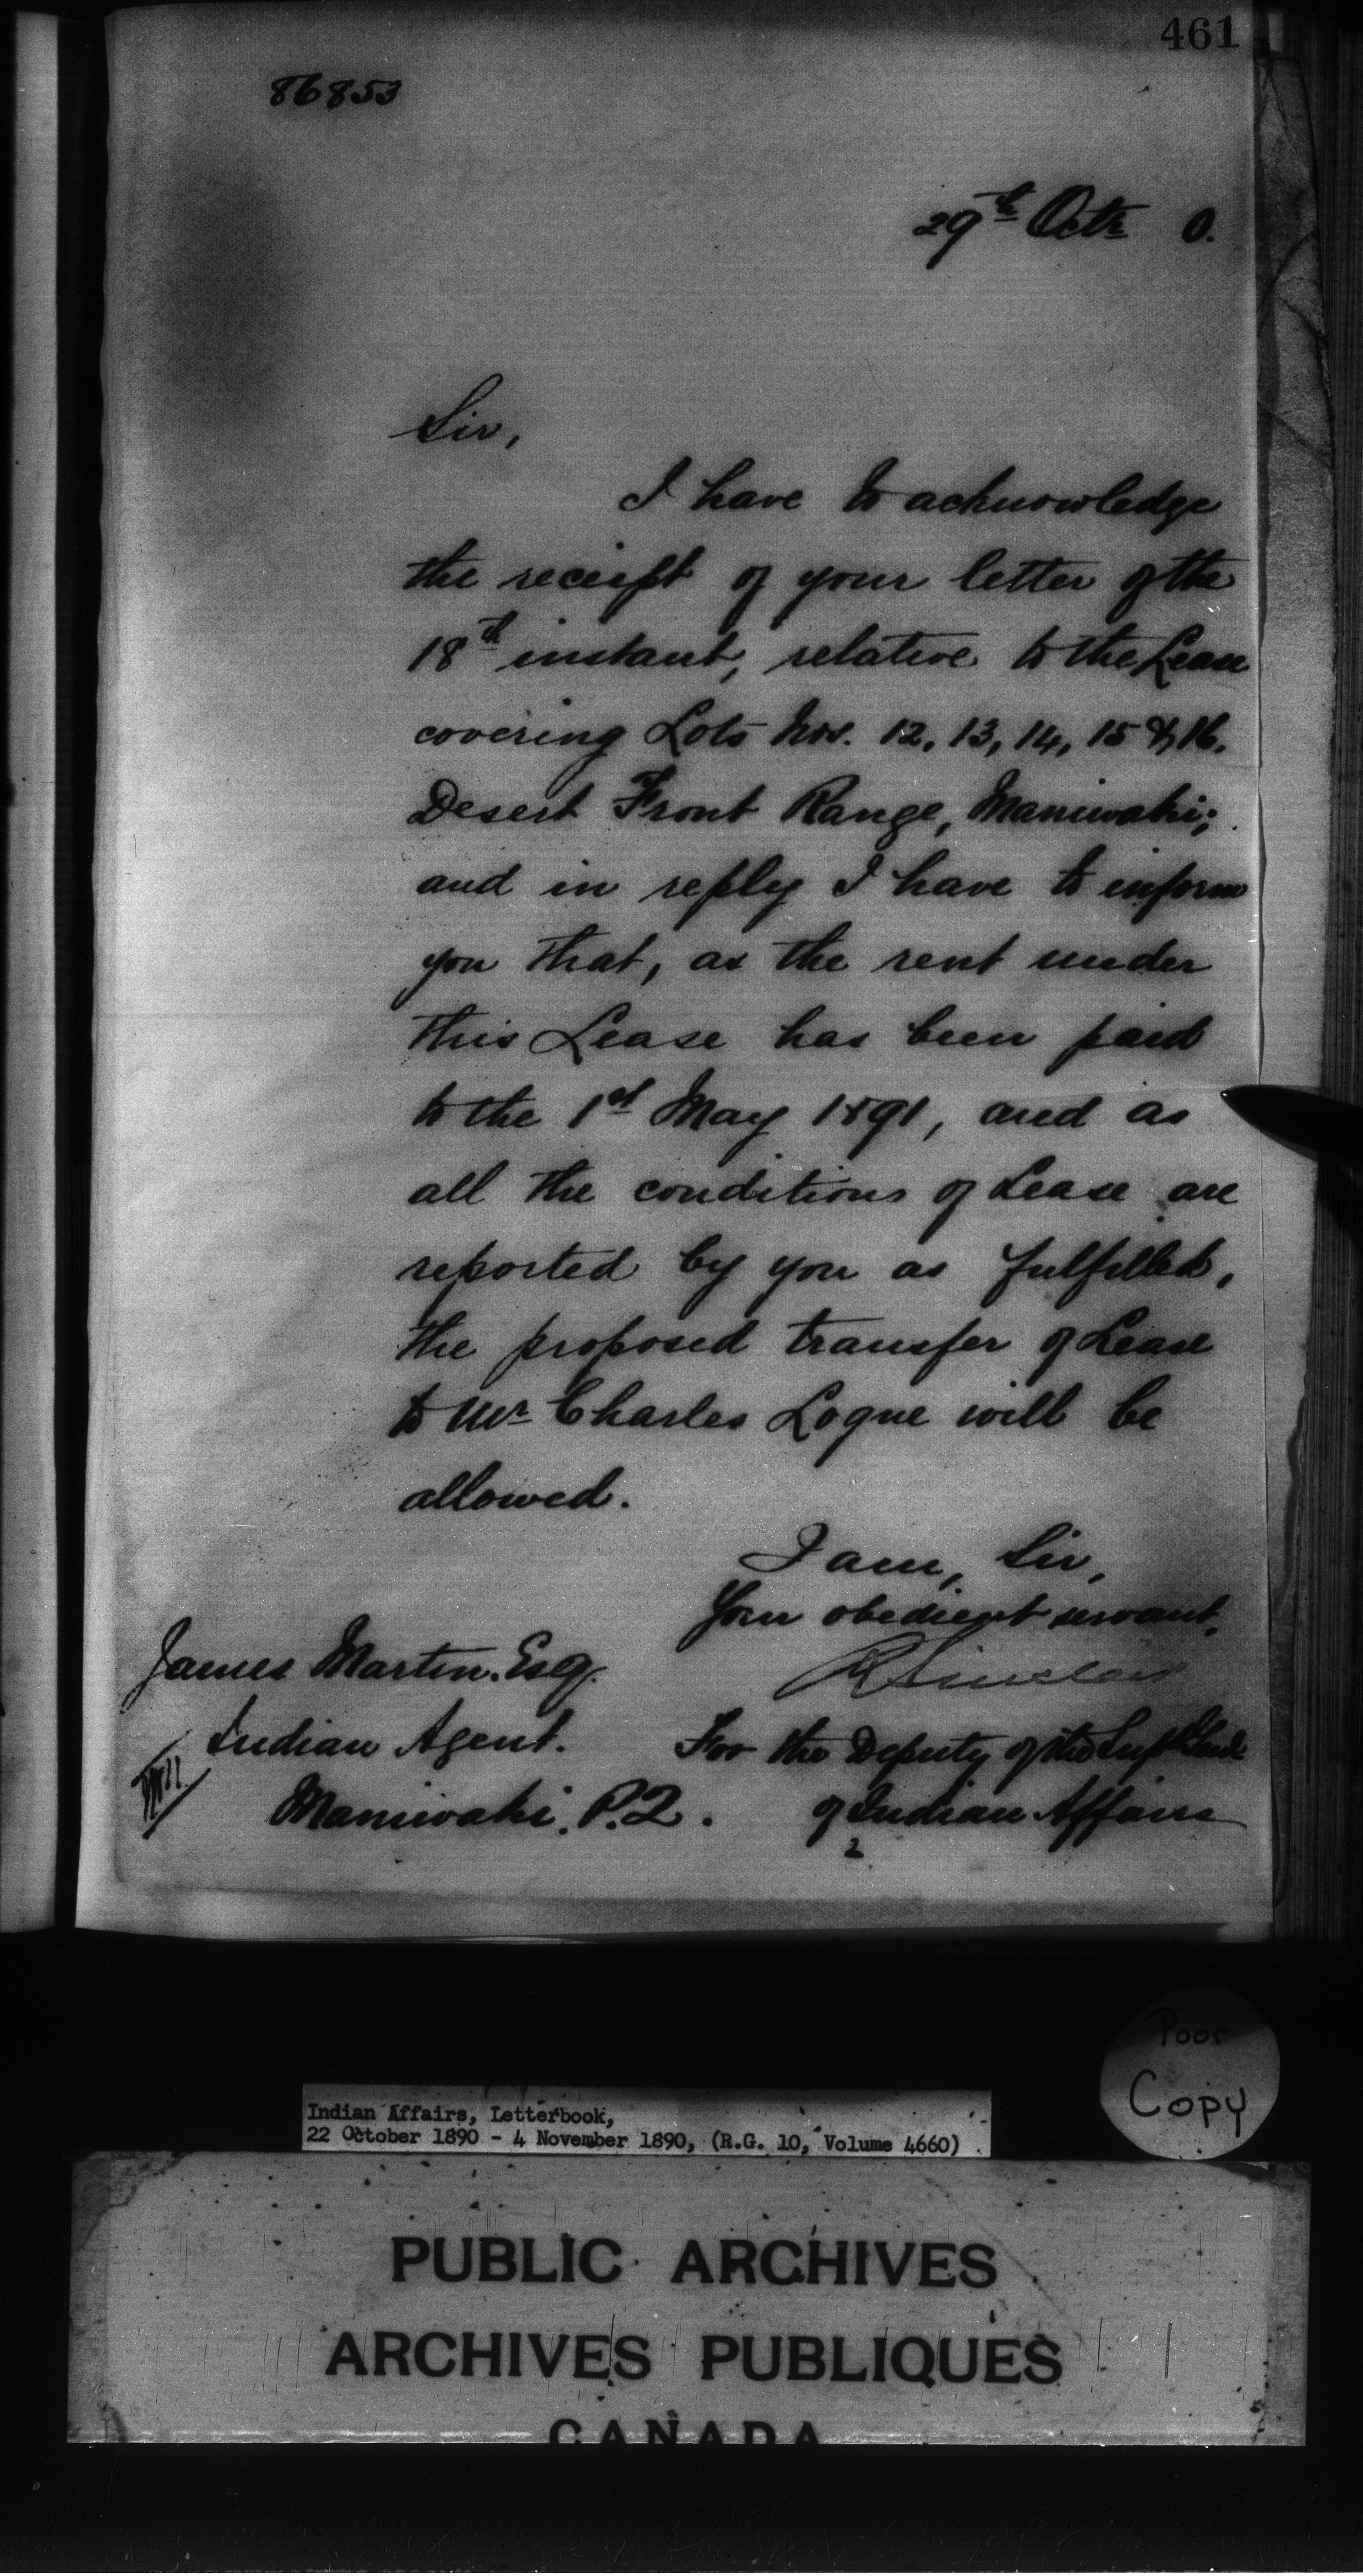 461
86853
29th Octr 0.
Sir,
I have to acknowledge
the receipt of your letter of the
18th instant, relative to the Lease
covering Lots Nos. 12, 13, 14, 15 & 16.
Desert Front Range, Maniwaki;
and in reply I have to inform
you that, as the rent under
this Lease has been paid
to the 1st May 1891, and as
all the conditions of Lease are
reported by you as fulfilled,
the proposed transfer of Lease
to Mr Charles Logue will be
allowed.
I am, Sir,
Your obedient servant,
R Sinclair
James Martin. Esq.
Indian Agent.
Maniwaki. P.Q.
For the Deputy of the Supt Genl
of Indian Affairs
2
Poor
Copy
Indian Affairs, Letterbook,
22 October 1890 - 4 November 1890, (R.G. 10, Volume 4660)
PUBLIC ARCHIVES
ARCHIVES PUBLIQUES
CANADA